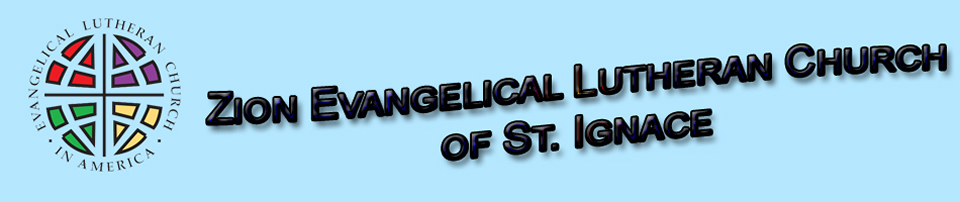 EVANGELICAL LUTHERAN CHURCH
· IN AMERICA ·
ZION EVANGELICAL LUTHERAN CHURCH
OF ST. IGNACE